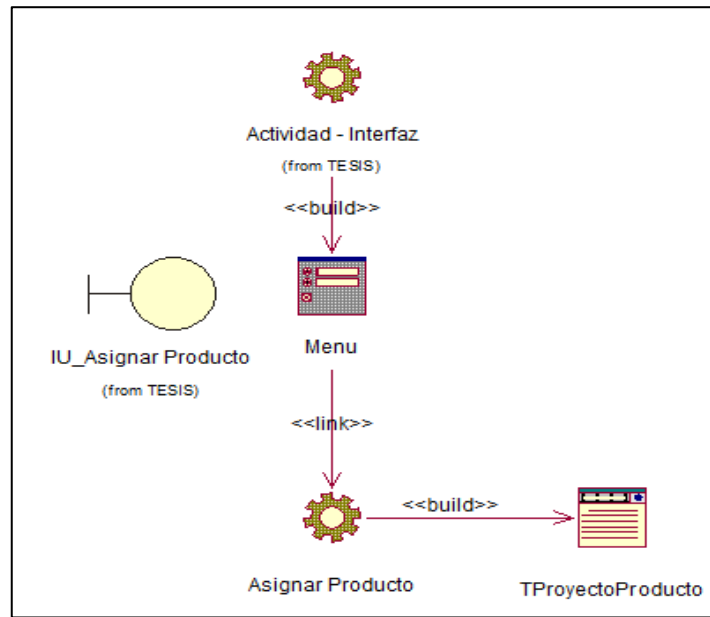 Actividad - Interfaz
(from TESIS)
<<build>>
IU_Asignar Producto
(from TESIS)
Menu
<<link>>
<<build>>
Asignar Producto
TProyectoProducto